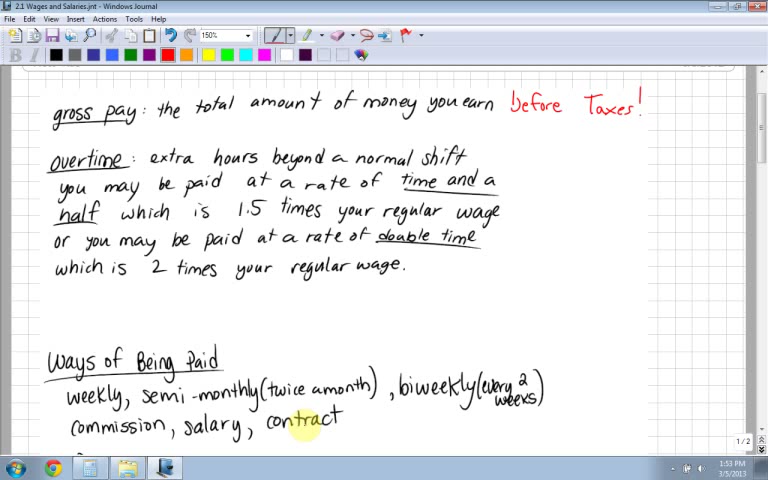 2.1 Wages and Salaries.jnt - Windows Journal
File Edit View Insert Actions Tools Help
150%
B I
gross pay: the total amount of money you earn before Taxes!
overtime: extra hours beyond a normal shift
you may be paid at a rate of time and a
half which is 1.5 times your regular wage
or you may be paid at a rate of double time
which is 2 times your regular wage.
Ways of Being Paid
weekly, semi-monthly (twice a month), biweekly (every 2
weeks)
commission, salary, contract
1/2
1:53 PM
3/5/2013